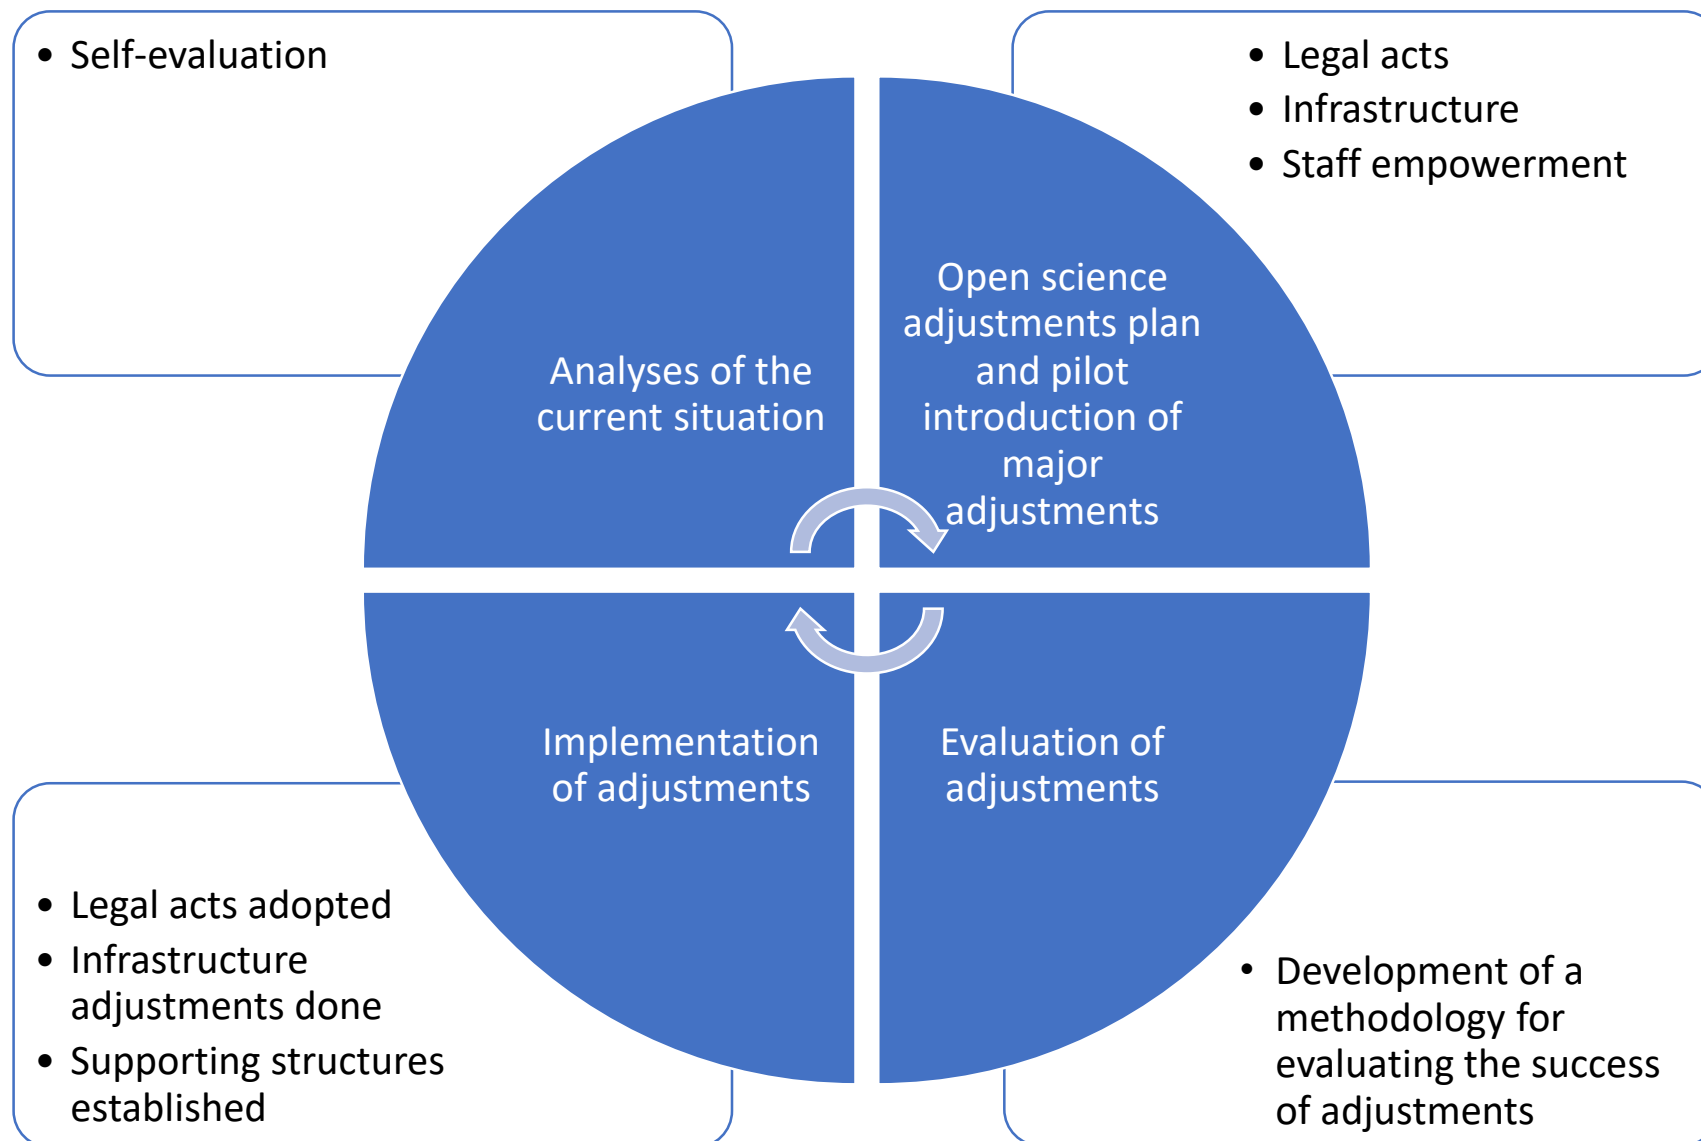 • Self-evaluation
• Legal acts
• Infrastructure
• Staff empowerment
Analyses of the
current situation
Open science
adjustments plan
and pilot
introduction of
major
adjustments
Implementation
of adjustments
Evaluation of
adjustments
• Legal acts adopted
• Infrastructure
adjustments done
• Supporting structures
established
• Development of a
methodology for
evaluating the success
of adjustments